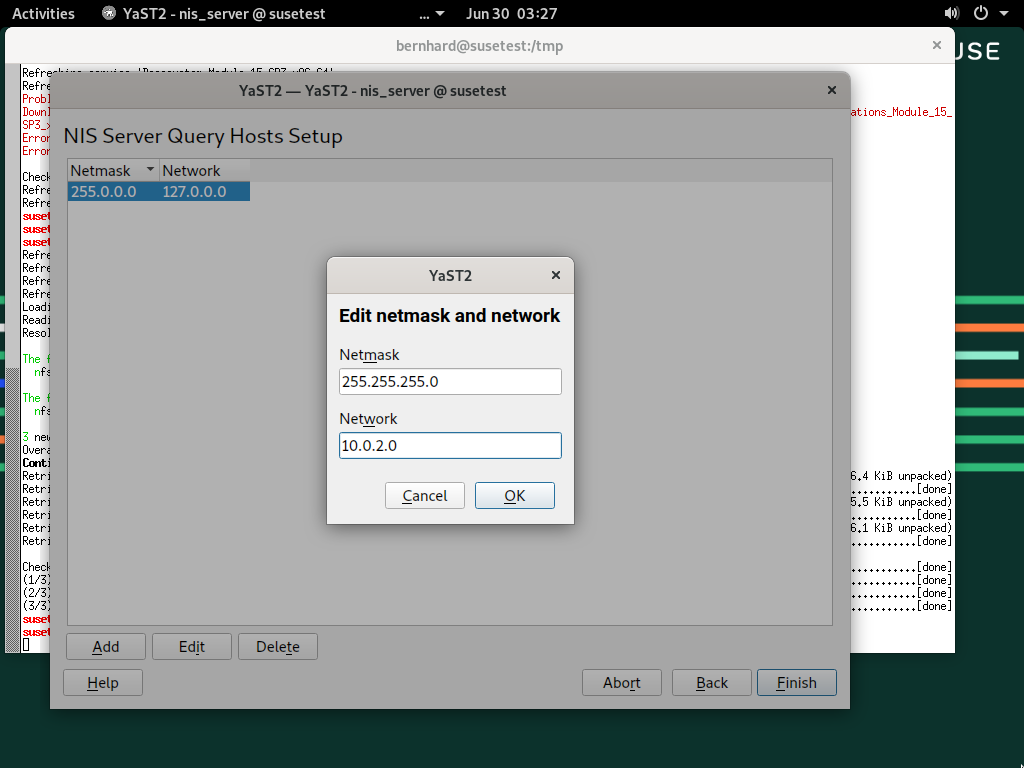 Activities YaST2 - nis_server @ susetest ... Jun 30 03:27
bernhard@susetest:/tmp
USE
Refre
YaST2 — YaST2 - nis_server @ susetest
Probl
Downl
ations_Module_15_
SP3_x
Error
Error
NIS Server Query Hosts Setup
Netmask Network
255.0.0.0 127.0.0.0
Check
Refre
Refre
suset
suset
suset
Refre
Refre
Refre
Refre
Loadi
Readi
Resol
The f
nfs
The f
nfs
3 new
Overa
Conti
Retri
6.4 KiB unpacked)
Retri
[done]
Retri
5.5 KiB unpacked)
Retri
[done]
Retri
6.1 KiB unpacked)
Retri
[done]
Check
[done]
(1/3)
[done]
(2/3)
[done]
(3/3)
[done]
suset
suset
YaST2
Edit netmask and network
Netmask
255.255.255.0
Network
10.0.2.0
Cancel OK
Add Edit Delete
Help Abort Back Finish